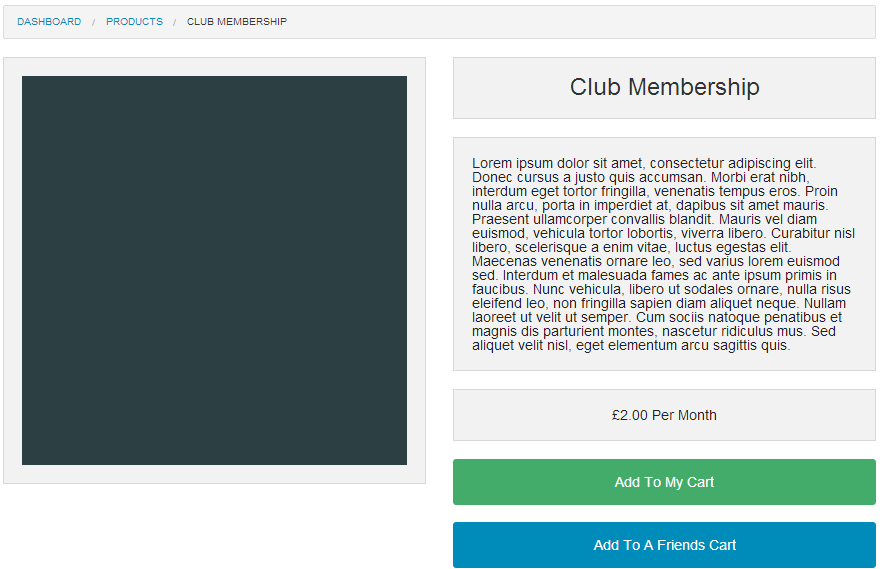 DASHBOARD / PRODUCTS / CLUB MEMBERSHIP
Club Membership
Lorem ipsum dolor sit amet, consectetur adipiscing elit.
Donec cursus a justo quis accumsan. Morbi erat nibh,
interdum eget tortor fringilla, venenatis tempus eros. Proin
nulla arcu, porta in imperdiet at, dapibus sit amet mauris.
Praesent ullamcorper convallis blandit. Mauris vel diam
euismod, vehicula tortor lobortis, viverra libero. Curabitur nisl
libero, scelerisque a enim vitae, luctus egestas elit.
Maecenas venenatis ornare leo, sed varius lorem euismod
sed. Interdum et malesuada fames ac ante ipsum primis in
faucibus. Nunc vehicula, libero ut sodales ornare, nulla risus
eleifend leo, non fringilla sapien diam aliquet neque. Nullam
laoreet ut velit ut semper. Cum sociis natoque penatibus et
magnis dis parturient montes, nascetur ridiculus mus. Sed
aliquet velit nisl, eget elementum arcu sagittis quis.
£2.00 Per Month
Add To My Cart
Add To A Friends Cart